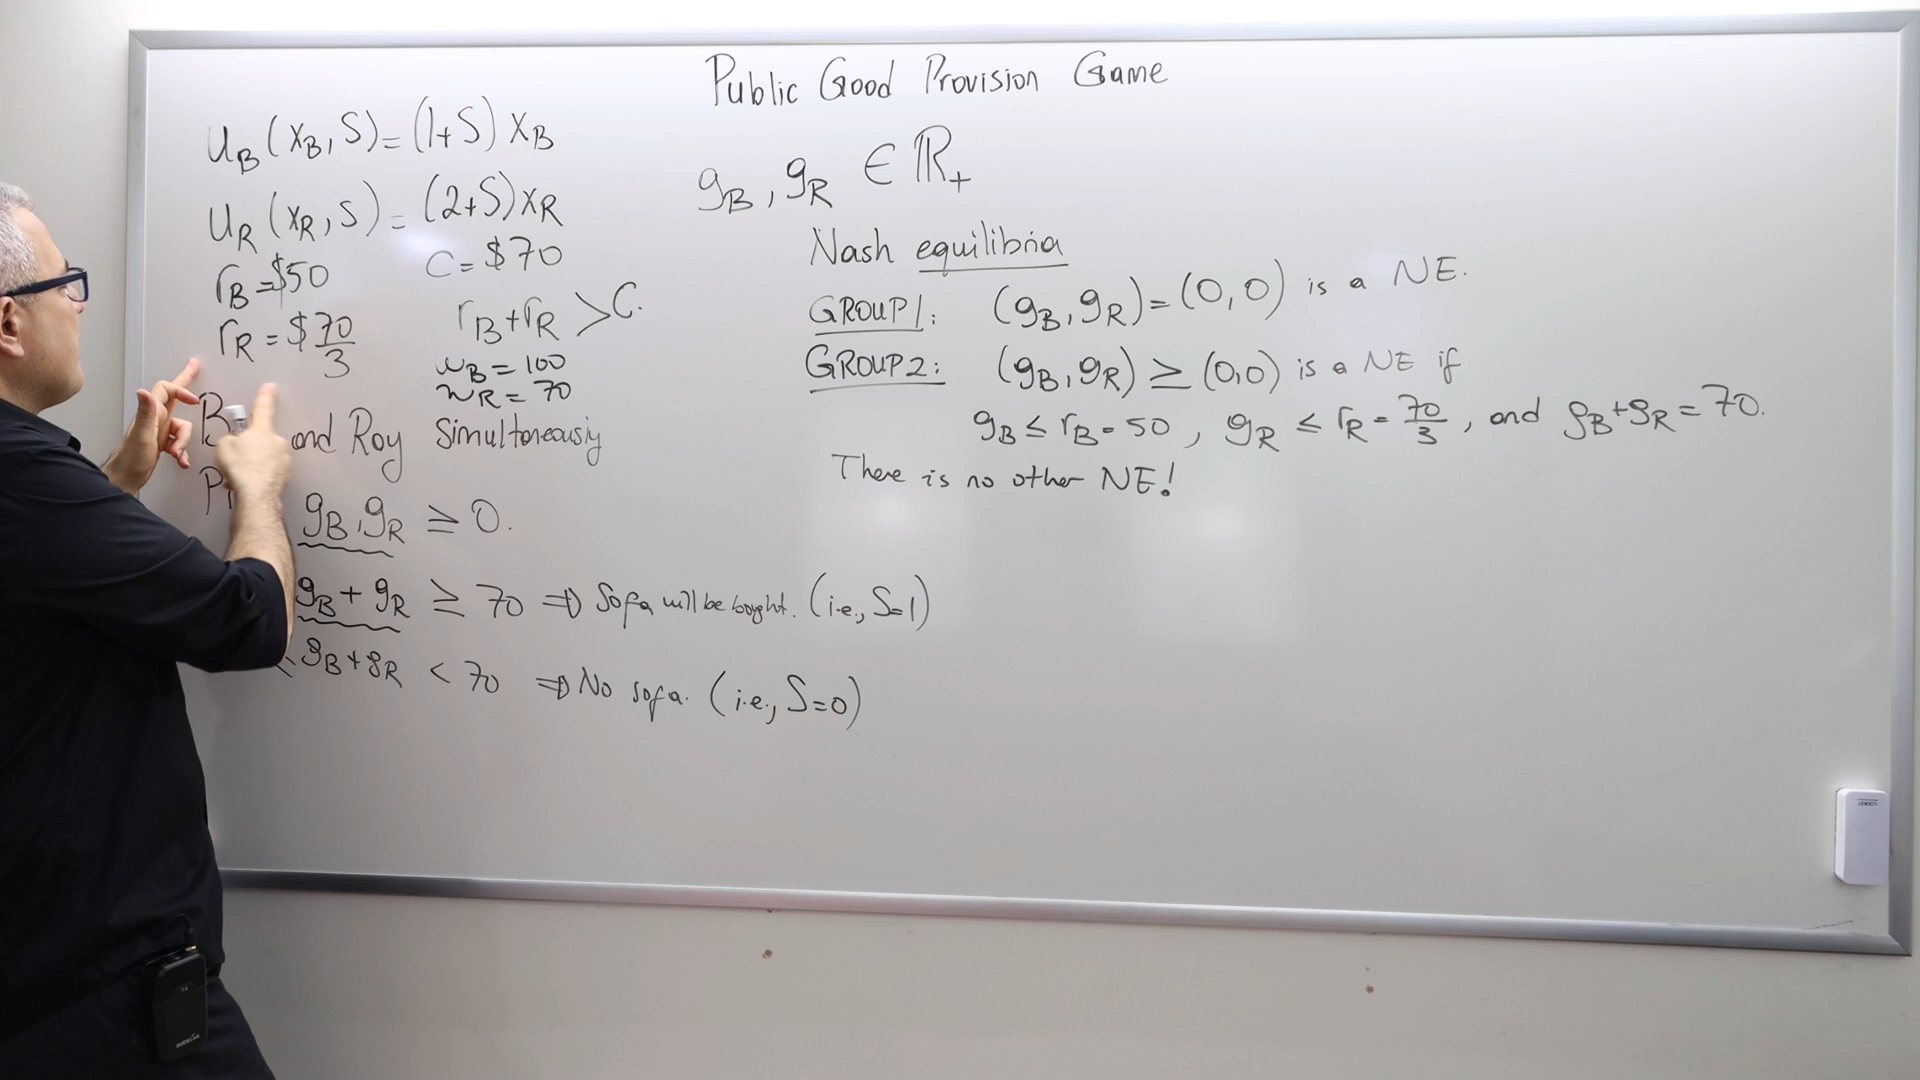 Public Good Provision Game
u_B (x_B, S) = (1+S) x_B
u_R (x_R, S) = (2+S) x_R
r_B = $50
c = $70
r_R = $ 70/3
r_B + r_R > C.
w_B = 100
w_R = 70
and Roy Simultaneously
g_B, g_R ≥ 0.
g_B + g_R ≥ 70 ⇒ Sofa will be bought. (i.e., S=1)
g_B + g_R < 70 ⇒ No sofa. (i.e., S=0)
g_B, g_R ∈ ℝ_+
Nash equilibria
GROUP 1: (g_B, g_R) = (0,0) is a NE.
GROUP 2: (g_B, g_R) ≥ (0,0) is a NE if
g_B ≤ r_B = 50, g_R ≤ r_R = 70/3, and g_B + g_R = 70.
There is no other NE!